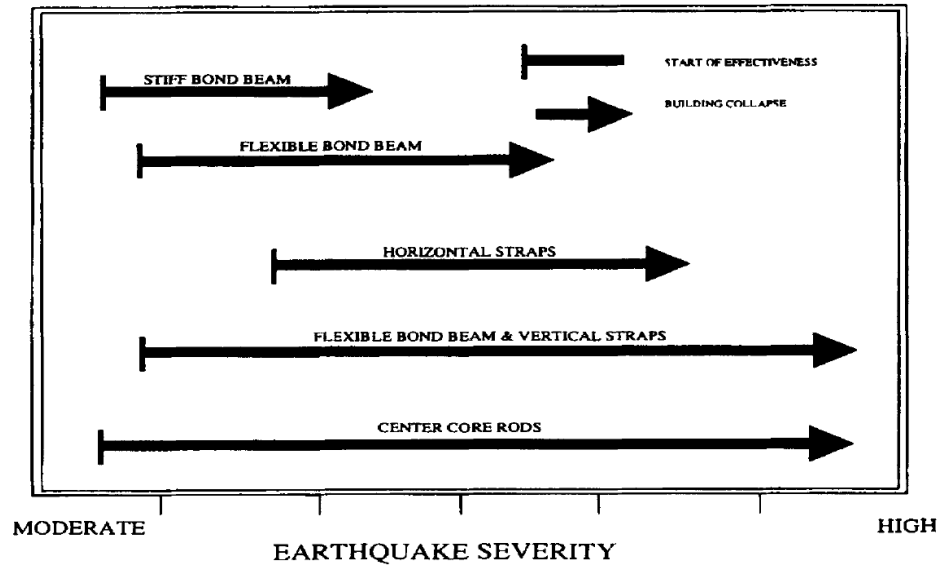 STIFF BOND BEAM
START OF EFFECTIVENESS
BUILDING COLLAPSE
FLEXIBLE BOND BEAM
HORIZONTAL STRAPS
FLEXIBLE BOND BEAM & VERTICAL STRAPS
CENTER CORE RODS
MODERATE
HIGH
EARTHQUAKE SEVERITY